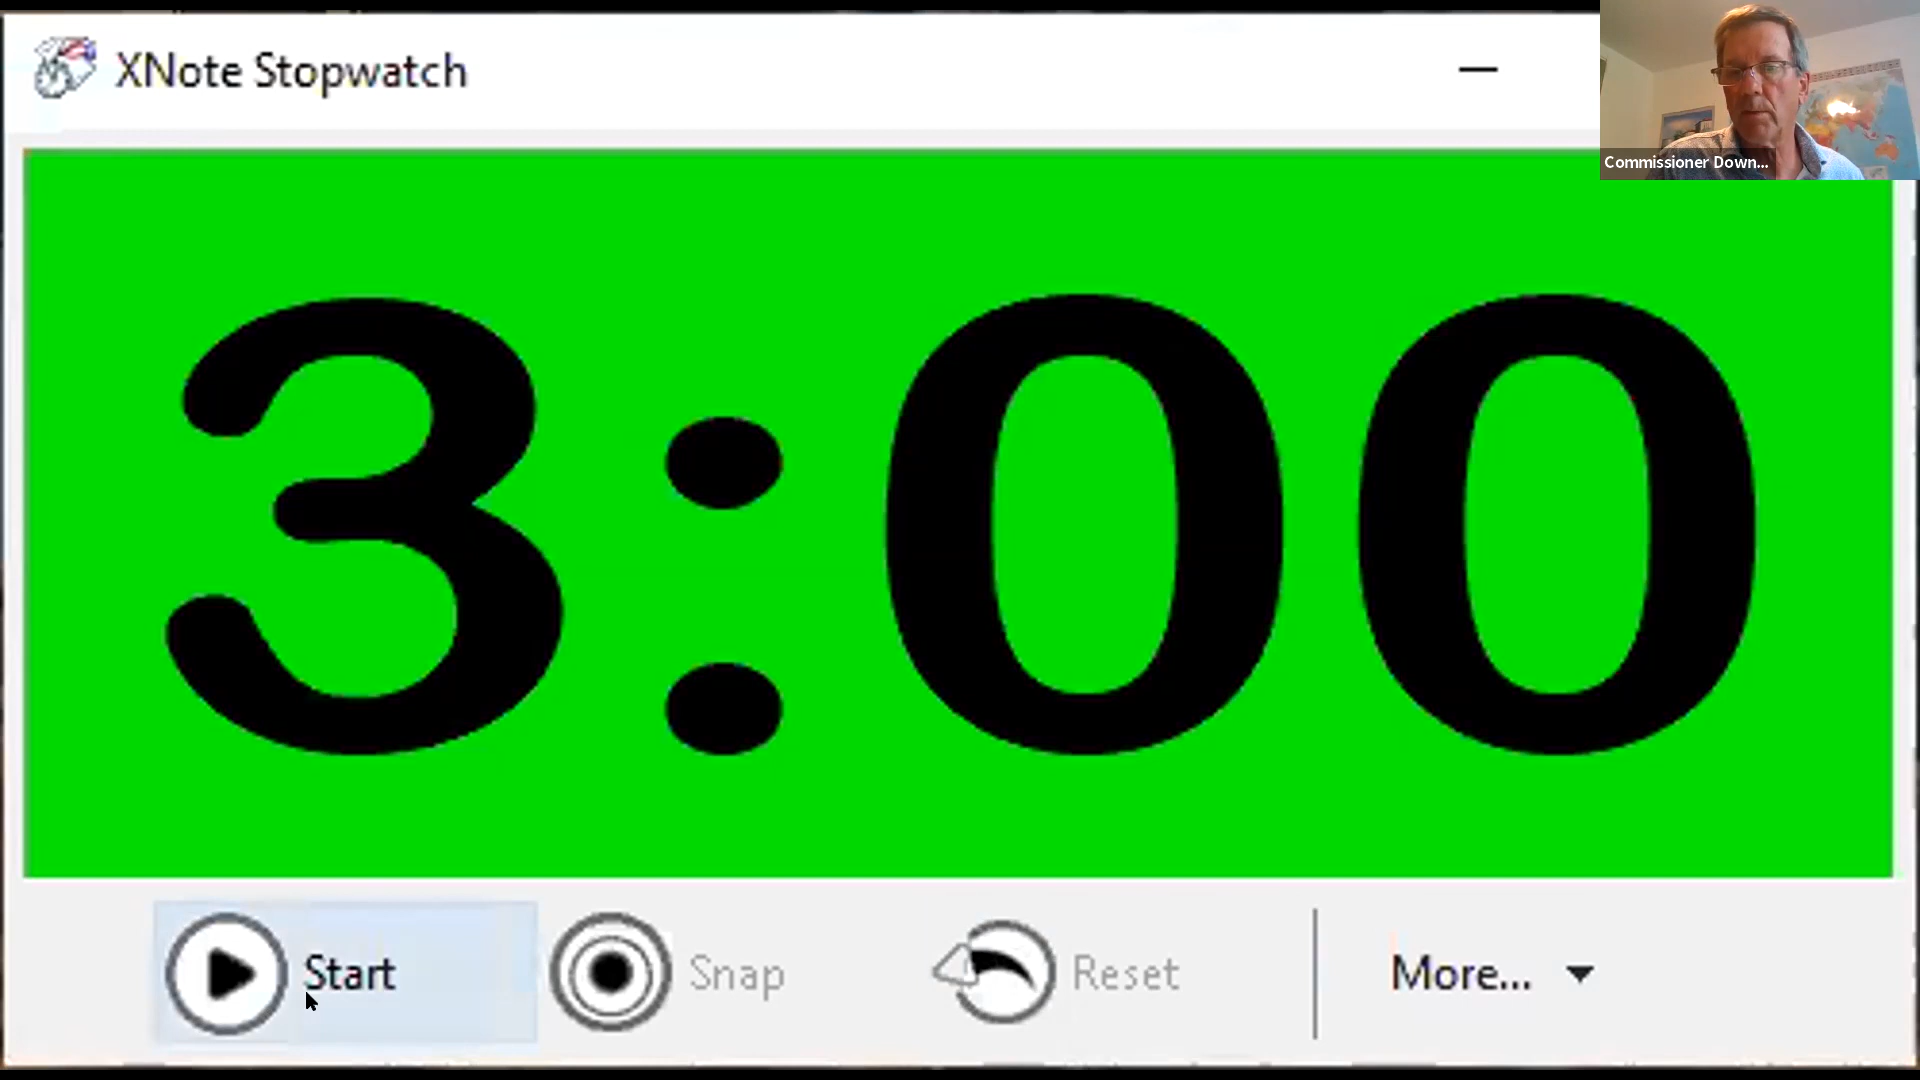 XNote Stopwatch
Commissioner Down...
3:00
Start
Snap
Reset
More...